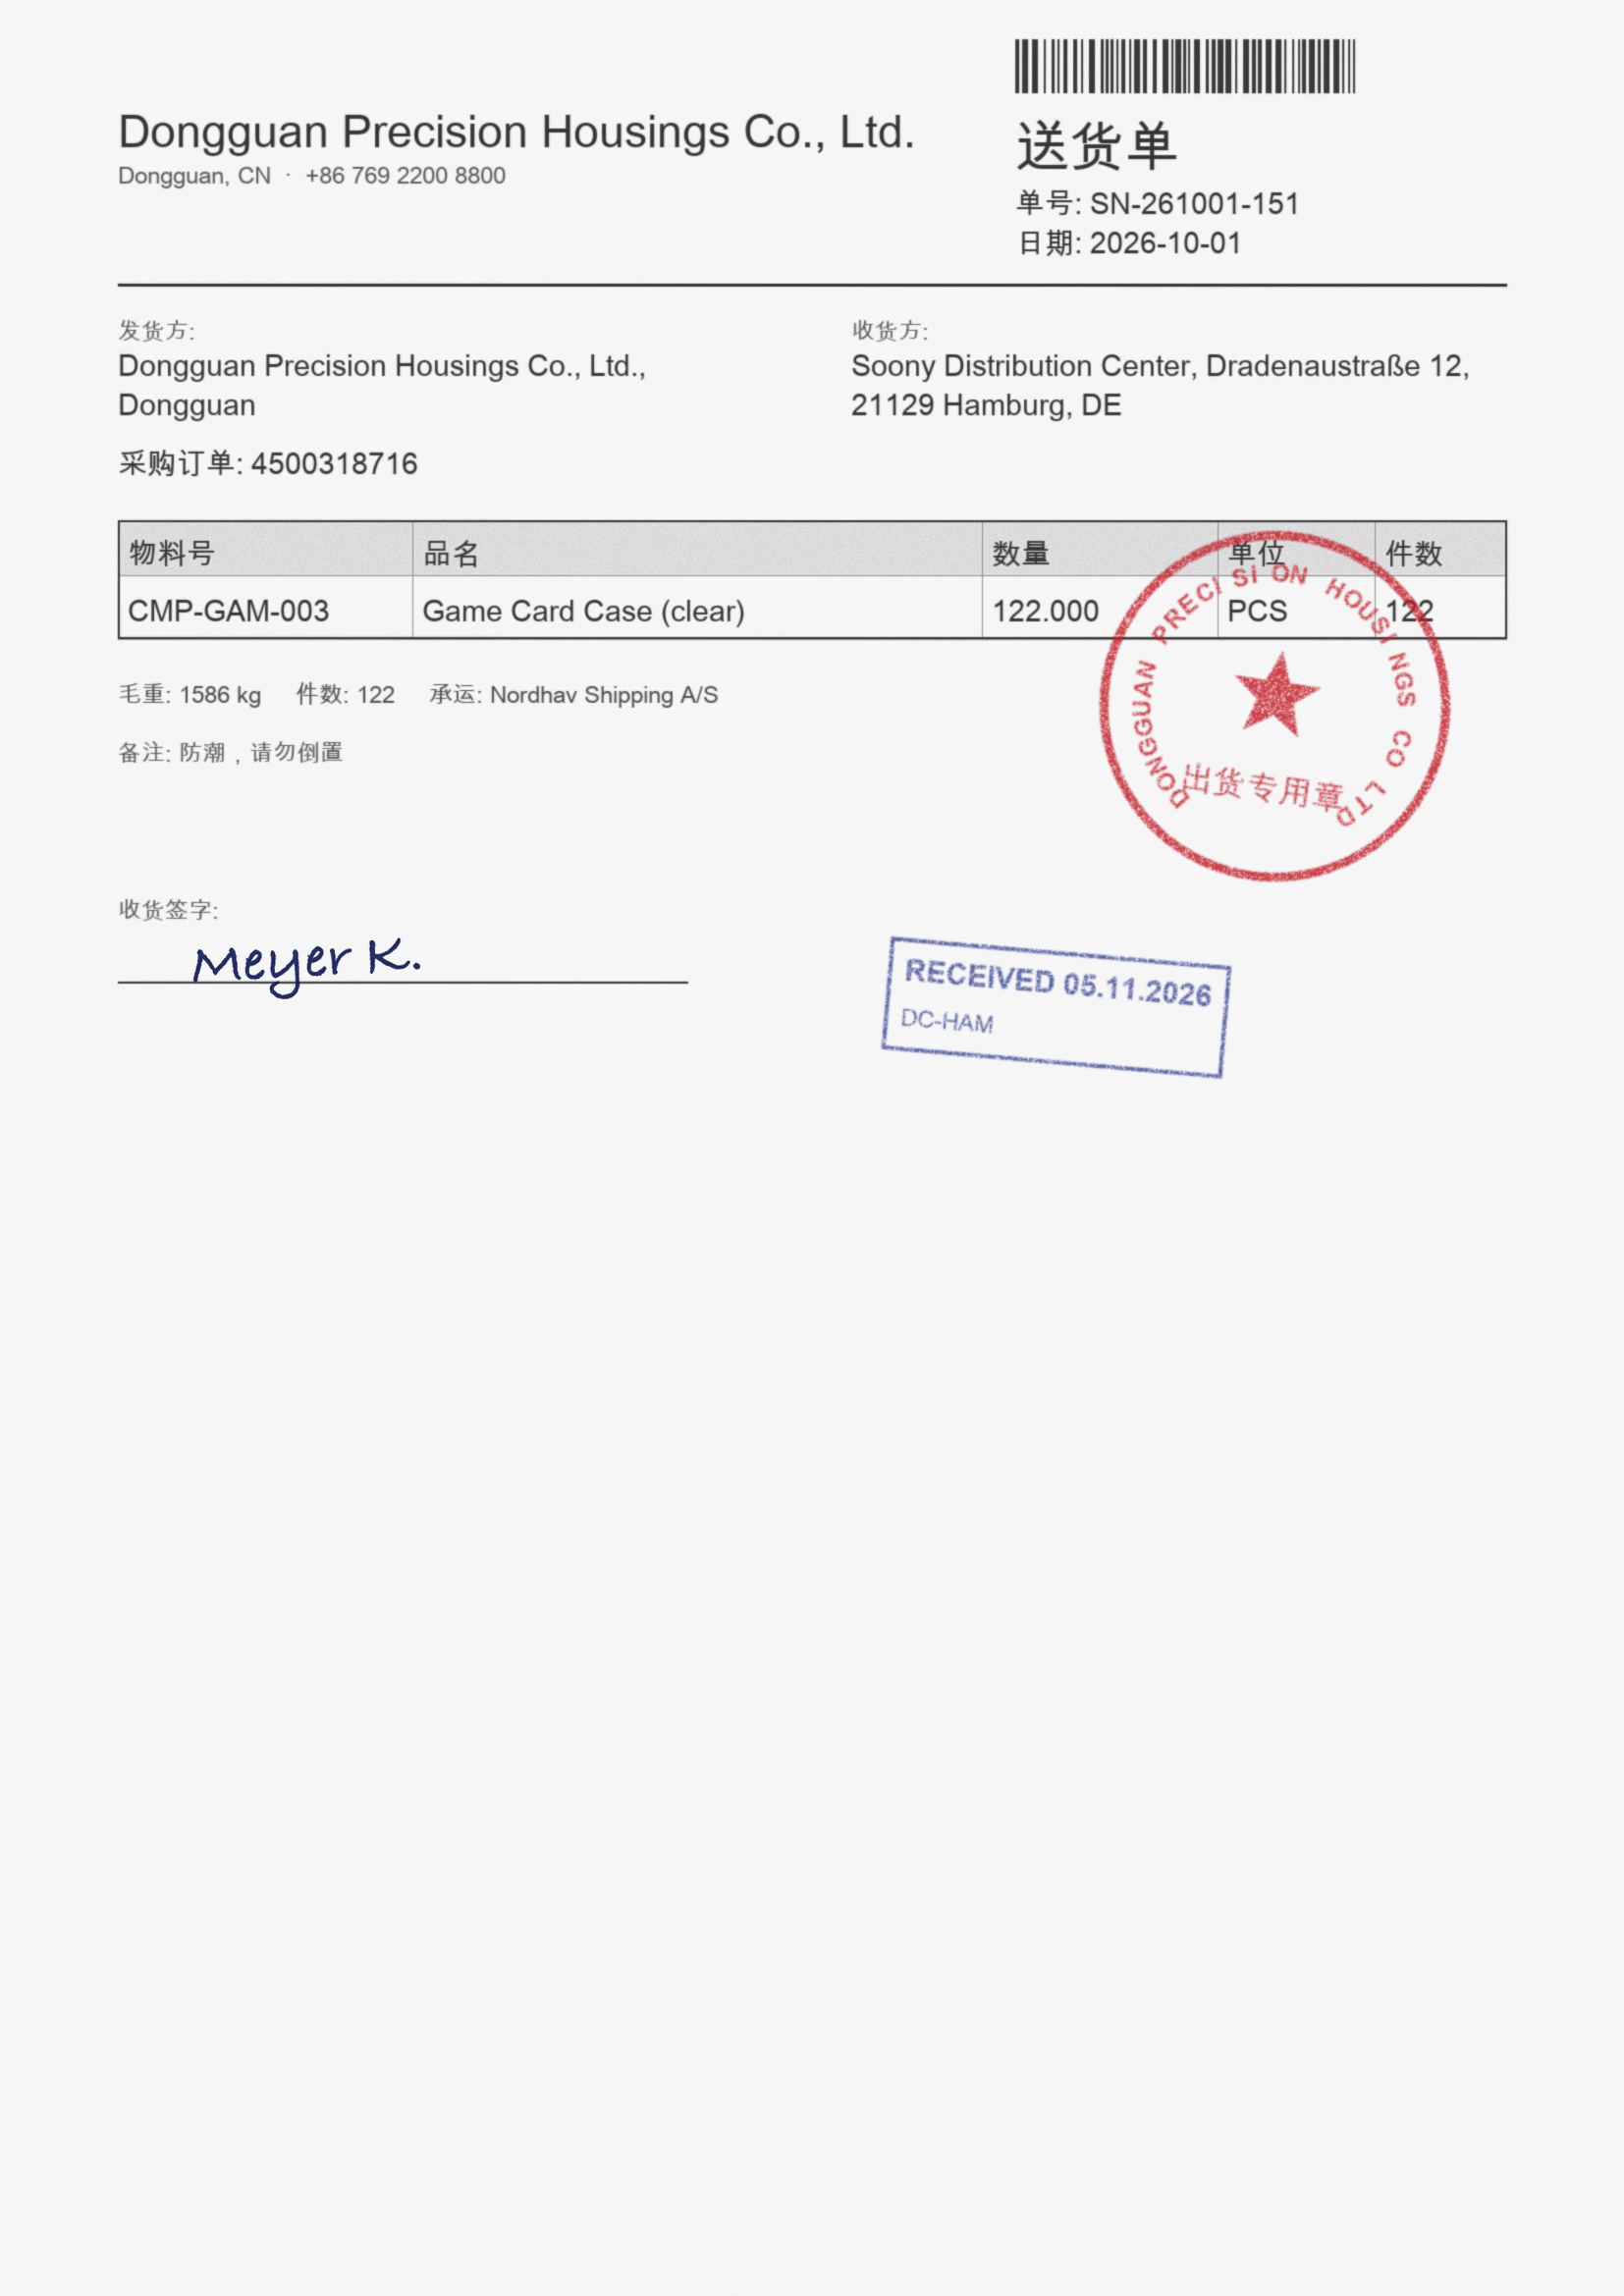 Dongguan Precision Housings Co., Ltd.
Dongguan, CN · +86 769 2200 8800
送货单
单号: SN-261001-151
日期: 2026-10-01
发货方:
Dongguan Precision Housings Co., Ltd.,
Dongguan
收货方:
Soony Distribution Center, Dradenaustraße 12,
21129 Hamburg, DE
采购订单: 4500318716
物料号 品名 数量 单位 件数
CMP-GAM-003 Game Card Case (clear) 122.000 PCS 122
毛重: 1586 kg 件数: 122 承运: Nordhav Shipping A/S
备注: 防潮，请勿倒置
DONGGUAN PRECISION HOUSINGS CO LTD
出货专用章
收货签字:
Meyer K.
RECEIVED 05.11.2026
DC-HAM